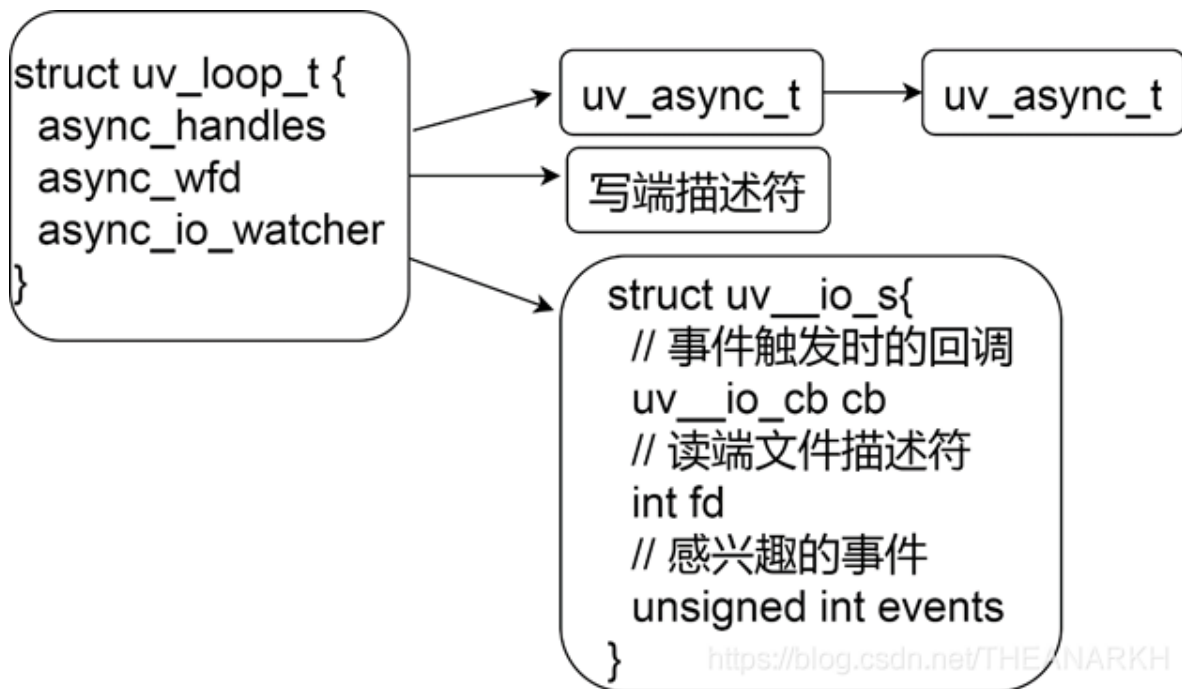 struct uv_loop_t {
async_handles
async_wfd
async_io_watcher
}
uv_async_t
uv_async_t
写端描述符
struct uv__io_s{
// 事件触发时的回调
uv__io_cb cb
// 读端文件描述符
int fd
// 感兴趣的事件
unsigned int events
}
https://blog.csdn.net/THEANARKH